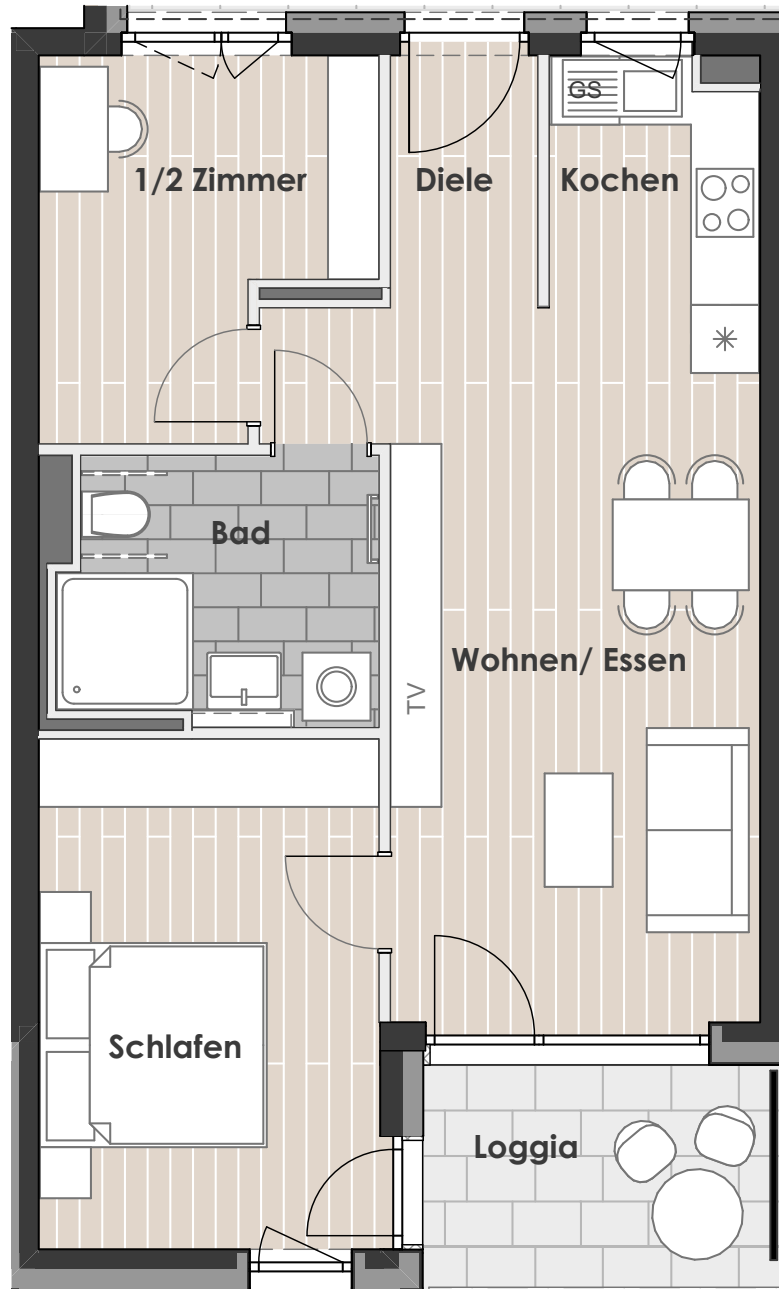 GS
1/2 Zimmer
Diele
Kochen
Bad
Wohnen/ Essen
TV
Schlafen
Loggia